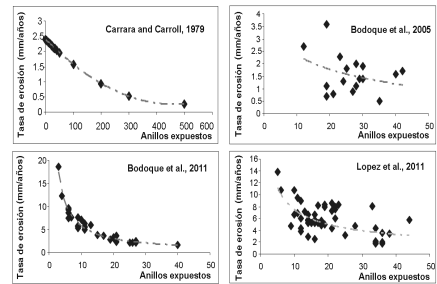 Carrara and Carroll, 1979
Tasa de erosión (mm/años)
3
2.5
2
1.5
1
0.5
0
0 100 200 300 400 500 600
Anillos expuestos
Bodoque et al., 2005
Tasa de erosión (mm/años)
4
3.5
3
2.5
2
1.5
1
0.5
0
0 10 20 30 40 50
Anillos expuestos
Bodoque et al., 2011
Tasa de erosión (mm/años)
20
15
10
5
0
0 10 20 30 40 50
Anillos expuestos
Lopez et al., 2011
Tasa de erosión (mm/años)
16
14
12
10
8
6
4
2
0
0 10 20 30 40 50
Anillos expuestos